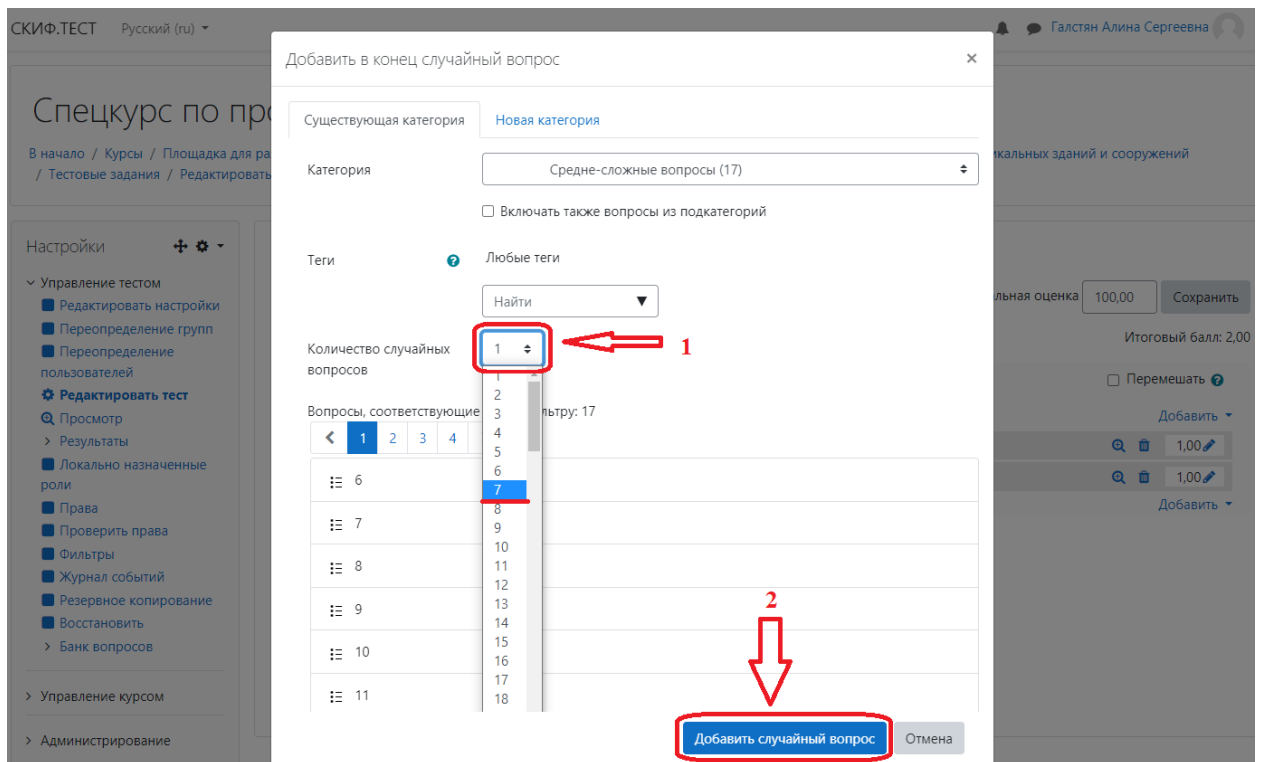 СКИФ.ТЕСТ Русский (ru)
Галстян Алина Сергеевна
Добавить в конец случайный вопрос ×
Спецкурс по про
В начало / Курсы / Площадка для ра
икальных зданий и сооружений
/ Тестовые задания / Редактировать
Существующая категория Новая категория
Категория Средне-сложные вопросы (17)
Включать также вопросы из подкатегорий
Теги Любые теги
Найти
Количество случайных вопросов 1
1
Вопросы, соответствующие
льтру: 17
1 2 3 4
6
7
8
9
10
11
1
2
3
4
5
6
7
8
9
10
11
12
13
14
15
16
17
18
2
Добавить случайный вопрос Отмена
Настройки
Управление тестом
Редактировать настройки
Переопределение групп
Переопределение
пользователей
Редактировать тест
Просмотр
Результаты
Локально назначенные
роли
Права
Проверить права
Фильтры
Журнал событий
Резервное копирование
Восстановить
Банк вопросов
Управление курсом
Администрирование
льная оценка 100,00 Сохранить
Итоговый балл: 2,00
Перемешать
Добавить
1,00
1,00
Добавить